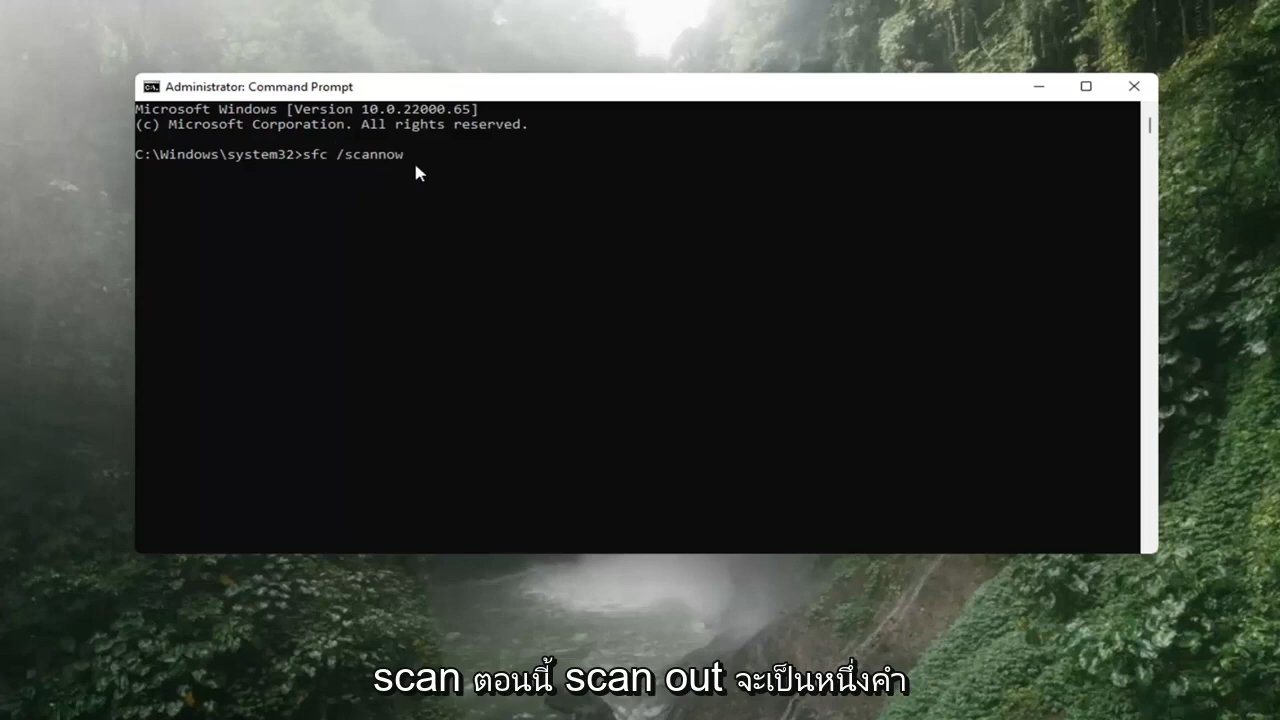 Administrator: Command Prompt
Microsoft Windows [Version 10.0.22000.65]
(c) Microsoft Corporation. All rights reserved.
C:\Windows\system32>sfc /scannow
scan ตอนนี้ scan out จะเป็นหนึ่งคำ